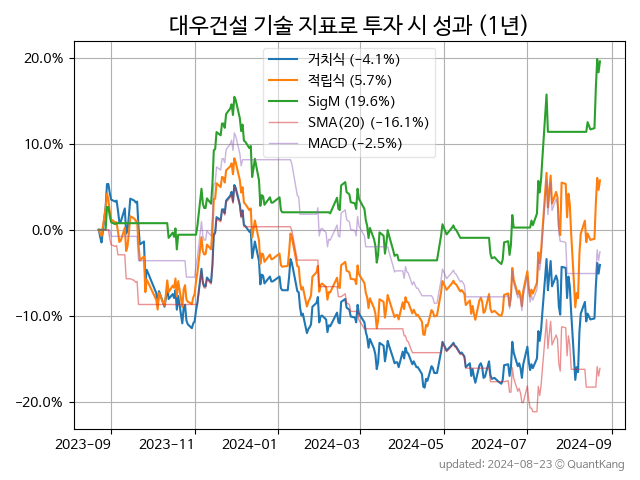 대우건설 기술 지표로 투자 시 성과 (1년)
거치식 (−4.1%)
적립식 (5.7%)
SigM (19.6%)
SMA(20) (−16.1%)
MACD (−2.5%)
20.0%
10.0%
0.0%
−10.0%
−20.0%
2023-09 2023-11 2024-01 2024-03 2024-05 2024-07 2024-09
updated: 2024-08-23 © QuantKang